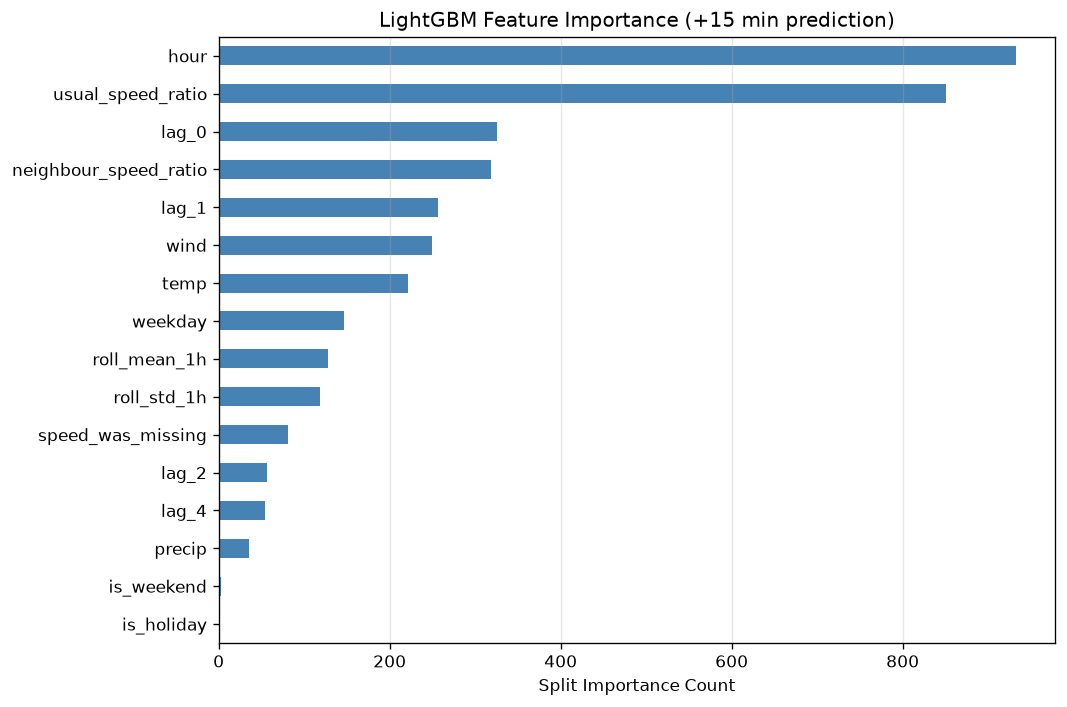 LightGBM Feature Importance (+15 min prediction)
hour
usual_speed_ratio
lag_0
neighbour_speed_ratio
lag_1
wind
temp
weekday
roll_mean_1h
roll_std_1h
speed_was_missing
lag_2
lag_4
precip
is_weekend
is_holiday
0 200 400 600 800
Split Importance Count